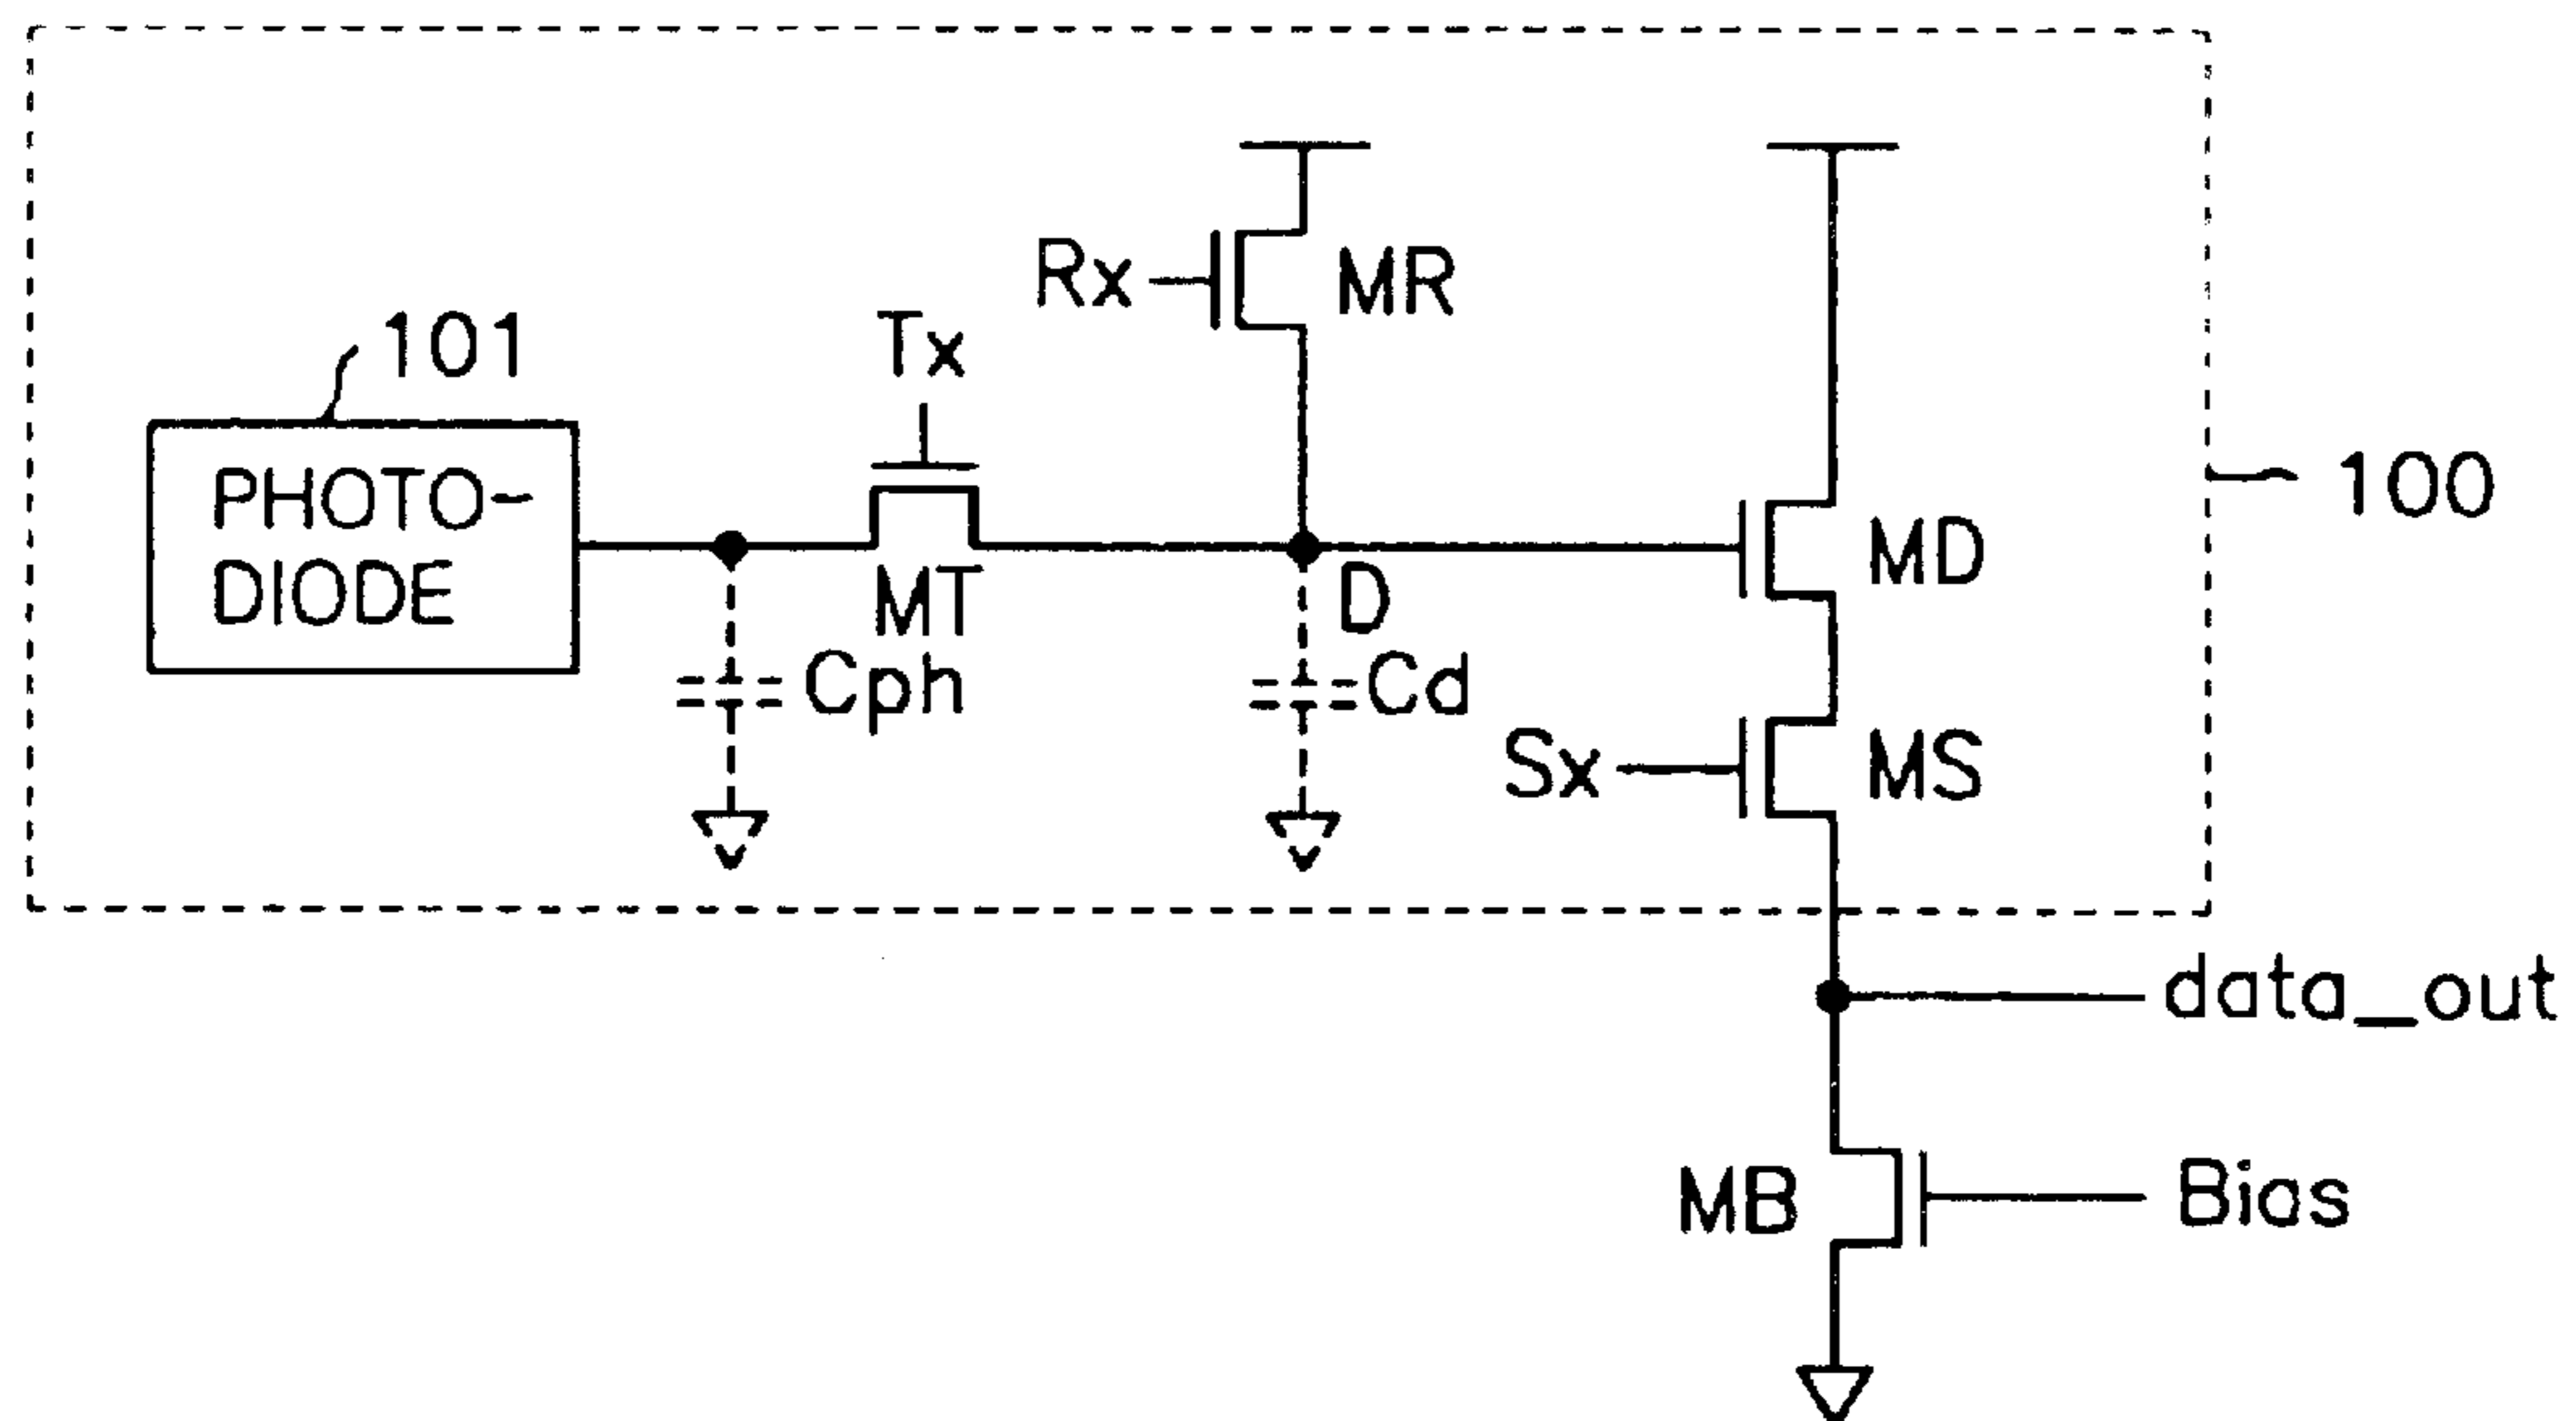 Rx
MR
101
Tx
PHOTO-
DIODE
100
MD
MT
D
Cph
Cd
Sx
MS
data_out
MB
Bias